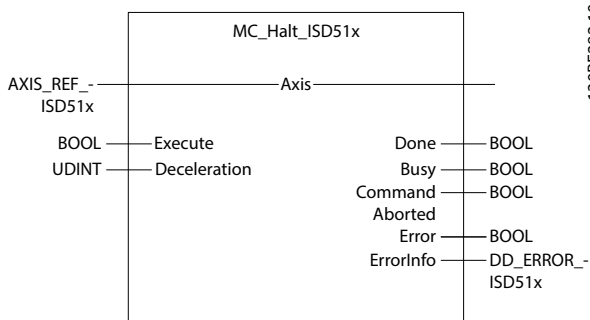 MC_Halt_ISD51x
AXIS_REF_-
ISD51x
Axis
BOOL Execute
UDINT Deceleration
Done BOOL
Busy BOOL
Command BOOL
Aborted
Error BOOL
ErrorInfo DD_ERROR_-
ISD51x